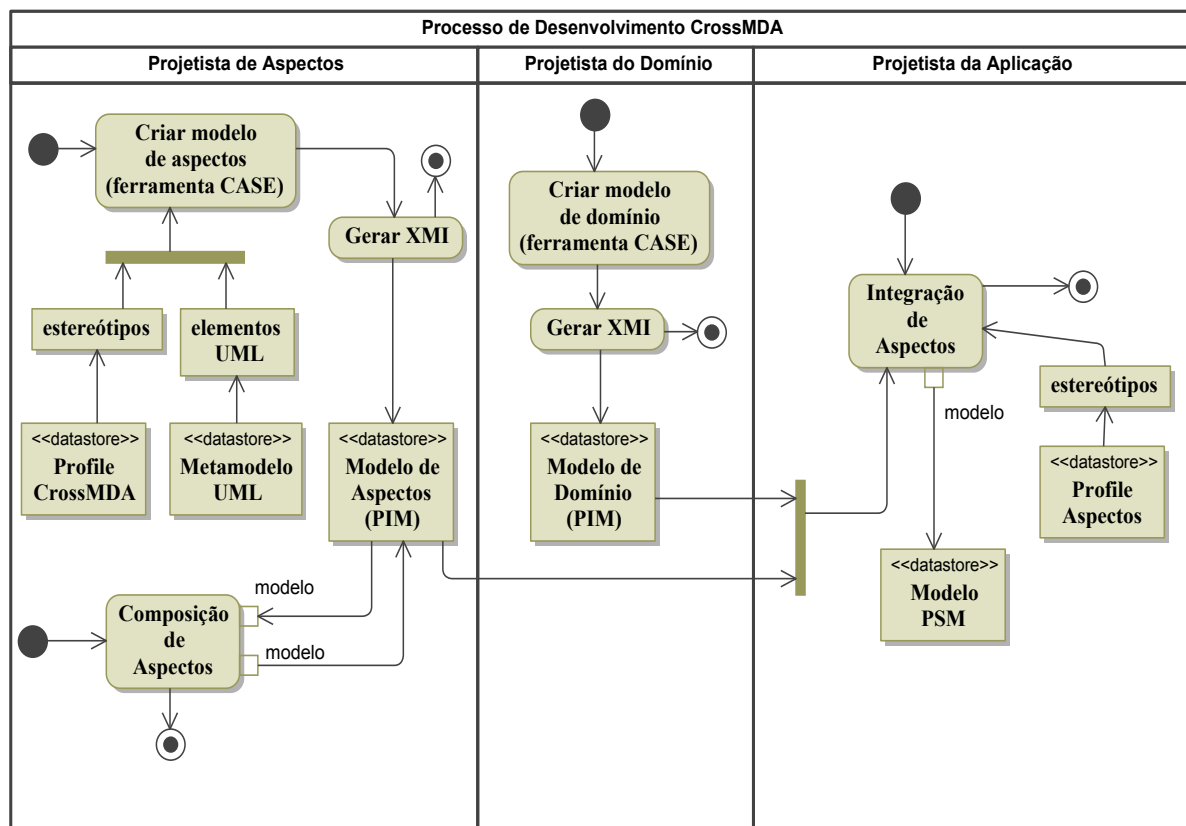 Processo de Desenvolvimento CrossMDA
Projetista de Aspectos
Projetista do Domínio
Projetista da Aplicação
Criar modelo
de aspectos
(ferramenta CASE)
Gerar XMI
estereótipos
elementos
UML
<<datastore>>
Profile
CrossMDA
<<datastore>>
Metamodelo
UML
<<datastore>>
Modelo de
Aspectos
(PIM)
modelo
Composição
de
Aspectos
modelo
Criar modelo
de domínio
(ferramenta CASE)
Gerar XMI
<<datastore>>
Modelo de
Domínio
(PIM)
Integração
de
Aspectos
modelo
estereótipos
<<datastore>>
Profile
Aspectos
<<datastore>>
Modelo
PSM